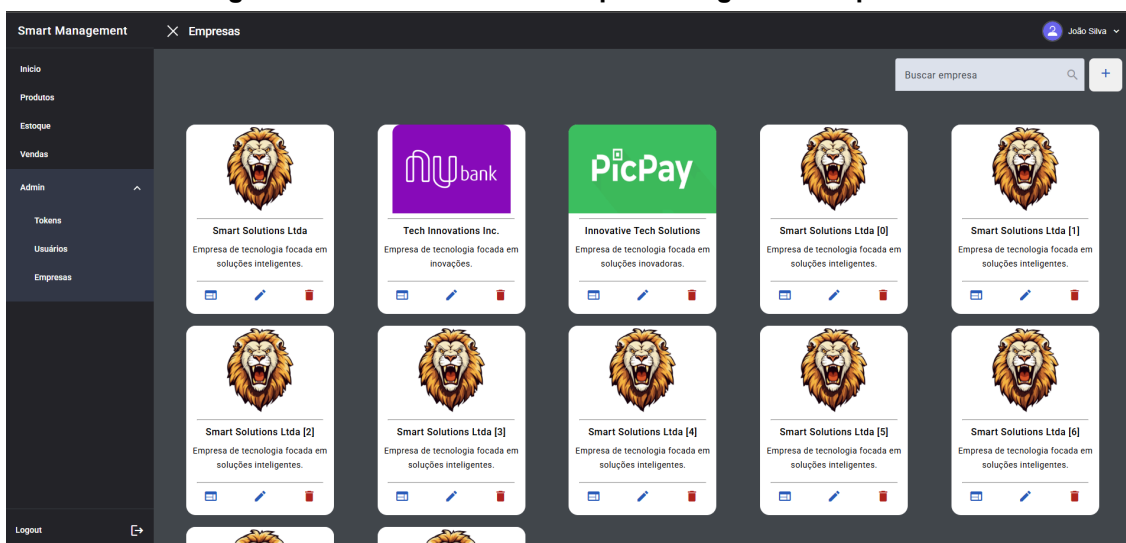 Smart Management
Empresas
João Silva
Inicio
Produtos
Estoque
Vendas
Admin
Tokens
Usuários
Empresas
Logout
Buscar empresa
+
Smart Solutions Ltda
Empresa de tecnologia focada em
soluções inteligentes.
nu bank
Tech Innovations Inc.
Empresa de tecnologia focada em
inovações.
PicPay
Innovative Tech Solutions
Empresa de tecnologia focada em
soluções inovadoras.
Smart Solutions Ltda [0]
Empresa de tecnologia focada em
soluções inteligentes.
Smart Solutions Ltda [1]
Empresa de tecnologia focada em
soluções inteligentes.
Smart Solutions Ltda [2]
Empresa de tecnologia focada em
soluções inteligentes.
Smart Solutions Ltda [3]
Empresa de tecnologia focada em
soluções inteligentes.
Smart Solutions Ltda [4]
Empresa de tecnologia focada em
soluções inteligentes.
Smart Solutions Ltda [5]
Empresa de tecnologia focada em
soluções inteligentes.
Smart Solutions Ltda [6]
Empresa de tecnologia focada em
soluções inteligentes.